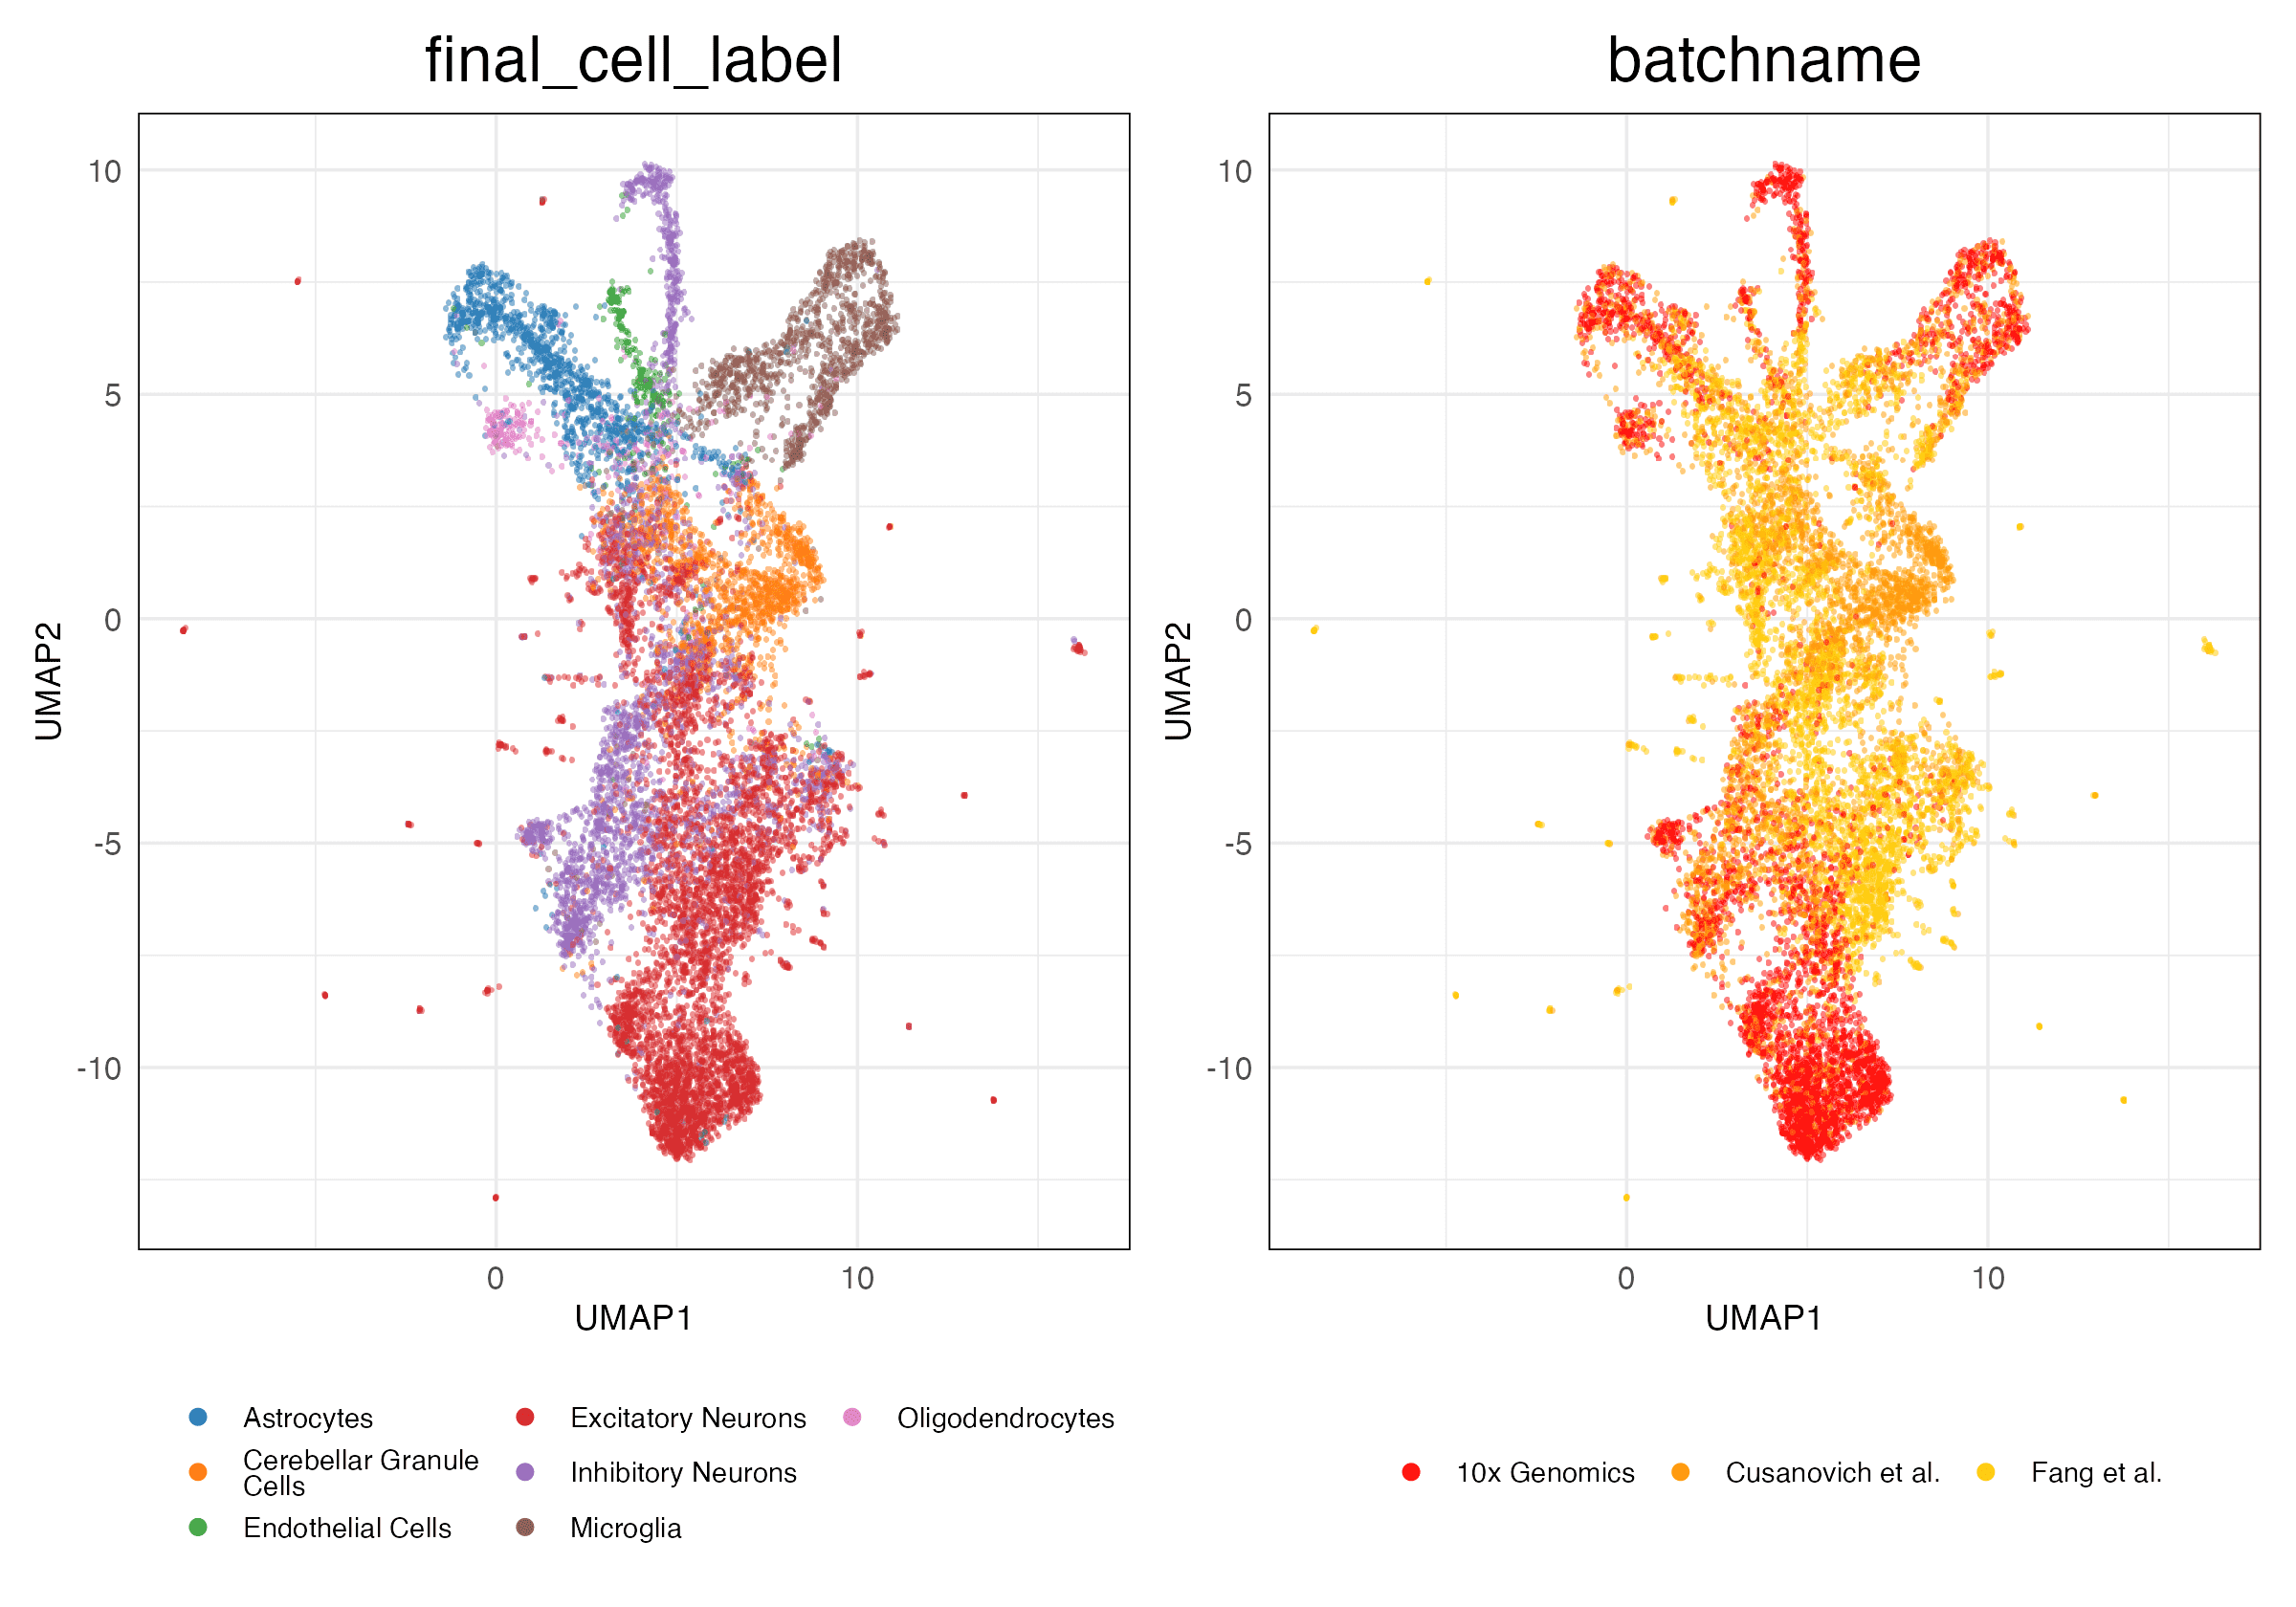 final_cell_label
10
5
0
-5
-10
UMAP2
0
10
UMAP1
Astrocytes
Excitatory Neurons
Oligodendrocytes
Cerebellar Granule
Cells
Inhibitory Neurons
Endothelial Cells
Microglia
batchname
10
5
0
-5
-10
UMAP2
0
10
UMAP1
10x Genomics
Cusanovich et al.
Fang et al.